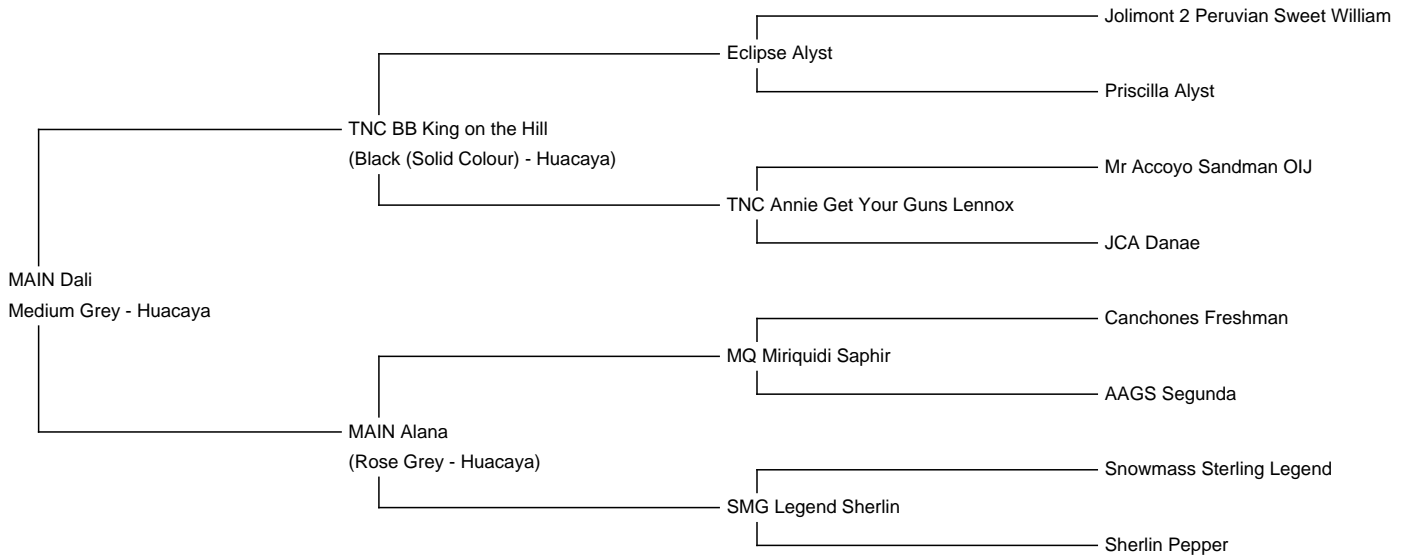 Jolimont 2 Peruvian Sweet William
Eclipse Alyst
Priscilla Alyst
TNC BB King on the Hill
(Black (Solid Colour) - Huacaya)
Mr Accoyo Sandman OIJ
TNC Annie Get Your Guns Lennox
JCA Danae
MAIN Dali
Medium Grey - Huacaya
Canchones Freshman
MQ Miriquidi Saphir
AAGS Segunda
MAIN Alana
(Rose Grey - Huacaya)
Snowmass Sterling Legend
SMG Legend Sherlin
Sherlin Pepper